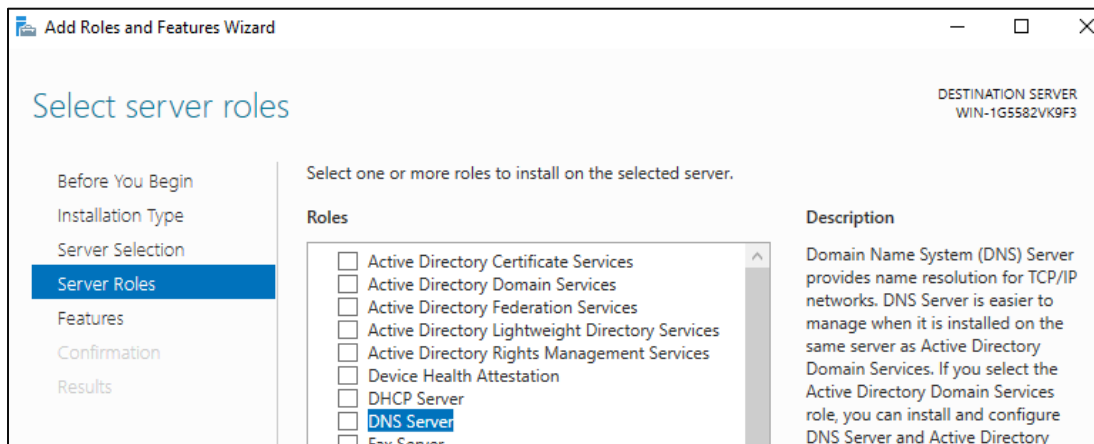 Add Roles and Features Wizard
Select server roles
DESTINATION SERVER
WIN-1G5582VK9F3
Before You Begin
Installation Type
Server Selection
Server Roles
Features
Confirmation
Results
Select one or more roles to install on the selected server.
Roles
Active Directory Certificate Services
Active Directory Domain Services
Active Directory Federation Services
Active Directory Lightweight Directory Services
Active Directory Rights Management Services
Device Health Attestation
DHCP Server
DNS Server
Fax Server
Description
Domain Name System (DNS) Server
provides name resolution for TCP/IP
networks. DNS Server is easier to
manage when it is installed on the
same server as Active Directory
Domain Services. If you select the
Active Directory Domain Services
role, you can install and configure
DNS Server and Active Directory